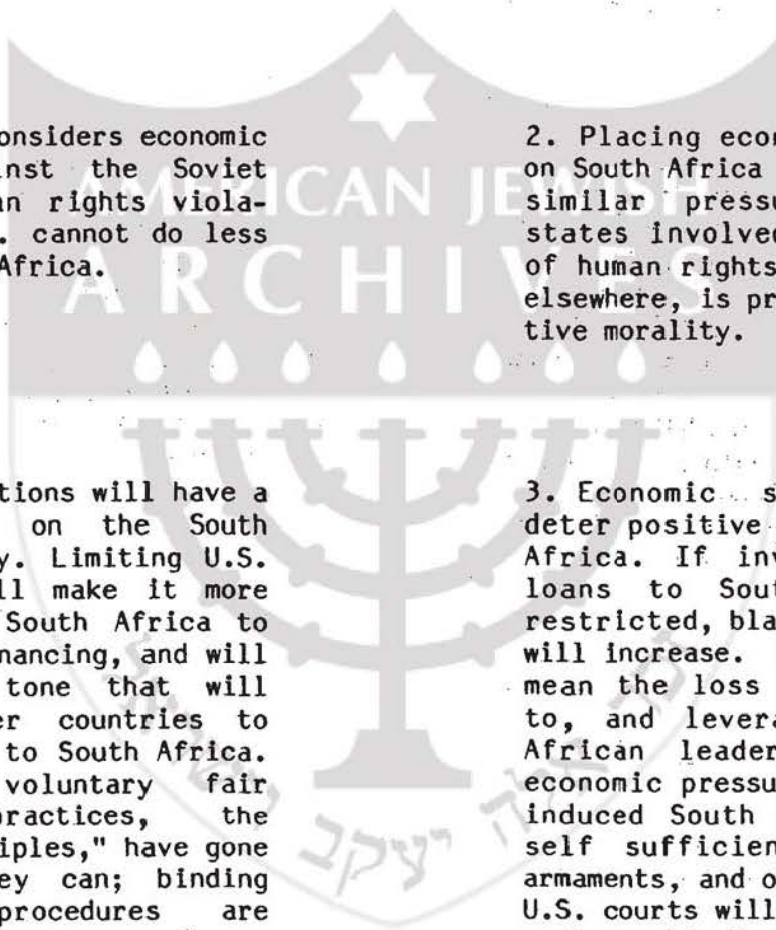 AMERICAN JEWISH
ARCHIVES
יעקב
onsiders economic
inst the Soviet
an rights viola-
. cannot do less
Africa.
tions will have a
on the South
y. Limiting U.S.
ll make it more
South Africa to
nancing, and will
tone that will
er countries to
to South Africa.
voluntary fair
ractices, the
iples," have gone
ey can; binding
procedures are
2. Placing econ
on South Africa
similar pressu
states involved
of human rights
elsewhere, is pr
tive morality.
3. Economic s
deter positive
Africa. If inv
loans to Sout
restricted, bla
will increase.
mean the loss
to, and levera
African leader
economic pressu
induced South
self sufficien
armaments, and o
U.S. courts will